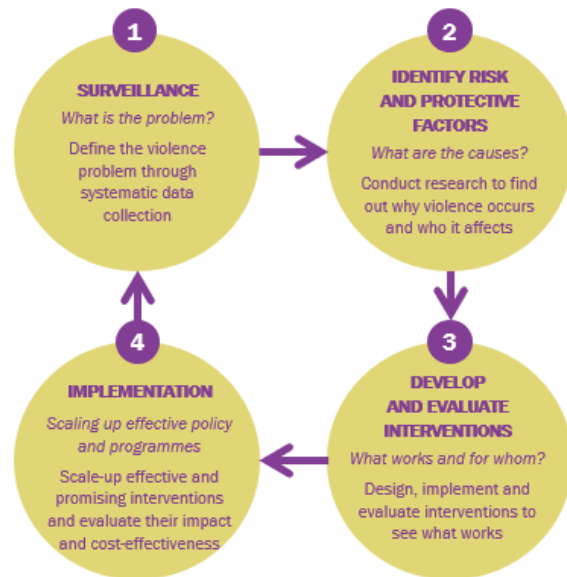 1
SURVEILLANCE
What is the problem?
Define the violence
problem through
systematic data
collection
2
IDENTIFY RISK
AND PROTECTIVE
FACTORS
What are the causes?
Conduct research to find
out why violence occurs
and who it affects
3
DEVELOP
AND EVALUATE
INTERVENTIONS
What works and for whom?
Design, implement and
evaluate interventions to
see what works
4
IMPLEMENTATION
Scaling up effective policy
and programmes
Scale-up effective and
promising interventions
and evaluate their impact
and cost-effectiveness